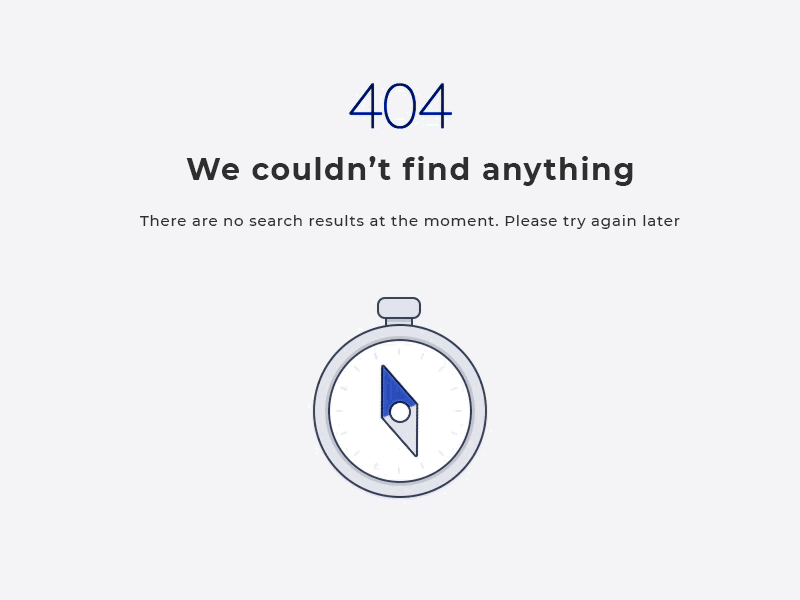 404
We couldn’t find anything
There are no search results at the moment. Please try again later